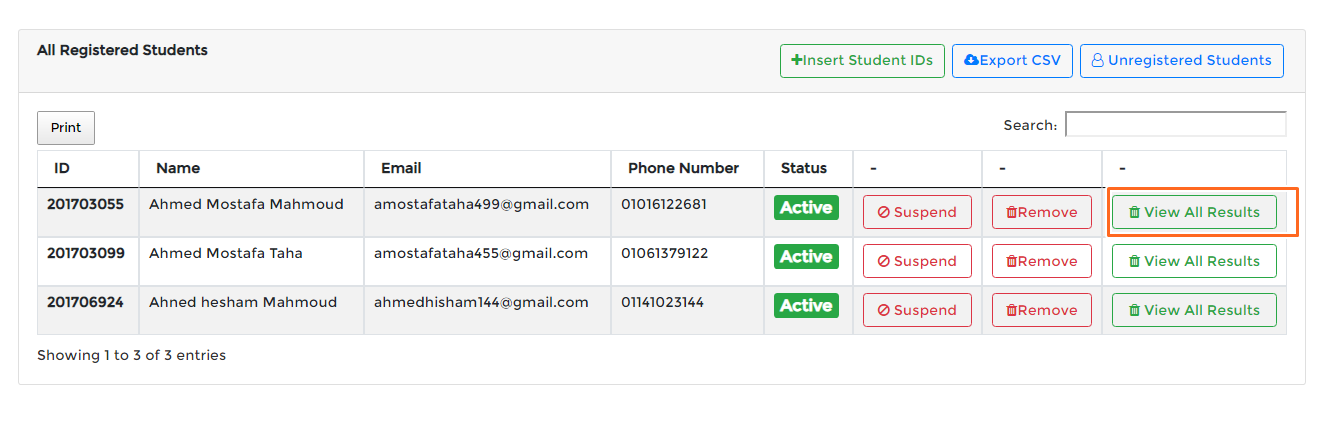 All Registered Students
Insert Student IDs Export CSV Unregistered Students
Print Search:
ID Name Email Phone Number Status - - -
201703055 Ahmed Mostafa Mahmoud amostafataha499@gmail.com 01016122681 Active Suspend Remove View All Results
201703099 Ahmed Mostafa Taha amostafataha455@gmail.com 01061379122 Active Suspend Remove View All Results
201706924 Ahned hesham Mahmoud ahmedhisham144@gmail.com 01141023144 Active Suspend Remove View All Results
Showing 1 to 3 of 3 entries